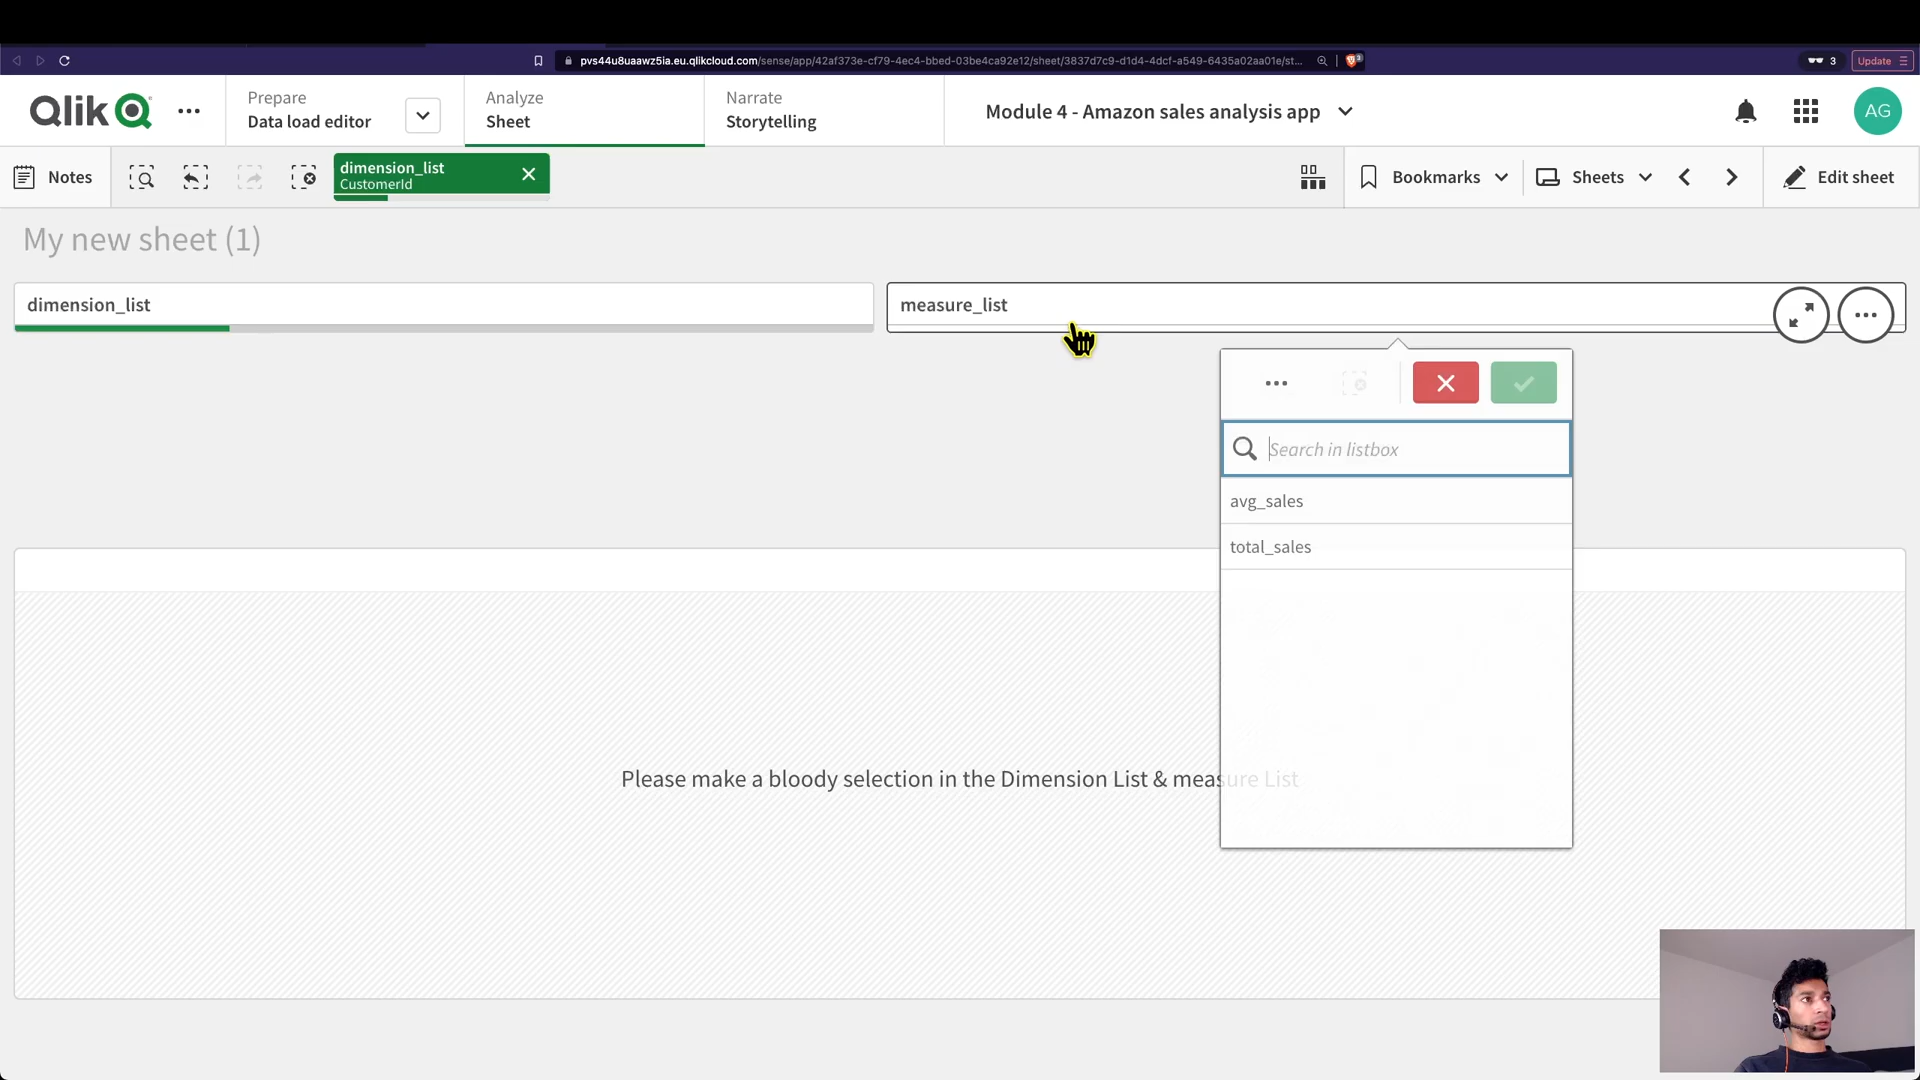 pvs44u8uaawz5ia.eu.qlikcloud.com/sense/app/42af373e-cf79-4ec4-bbed-03be4ca92e12/sheet/3837d7c9-d1d4-4dcf-a549-6435a02aa01e/st...
3
Update
Qlik
Prepare
Data load editor
Analyze
Sheet
Narrate
Storytelling
Module 4 - Amazon sales analysis app
AG
Notes
dimension_list
CustomerId
Bookmarks
Sheets
Edit sheet
My new sheet (1)
dimension_list
measure_list
Search in listbox
avg_sales
total_sales
Please make a bloody selection in the Dimension List & measure List